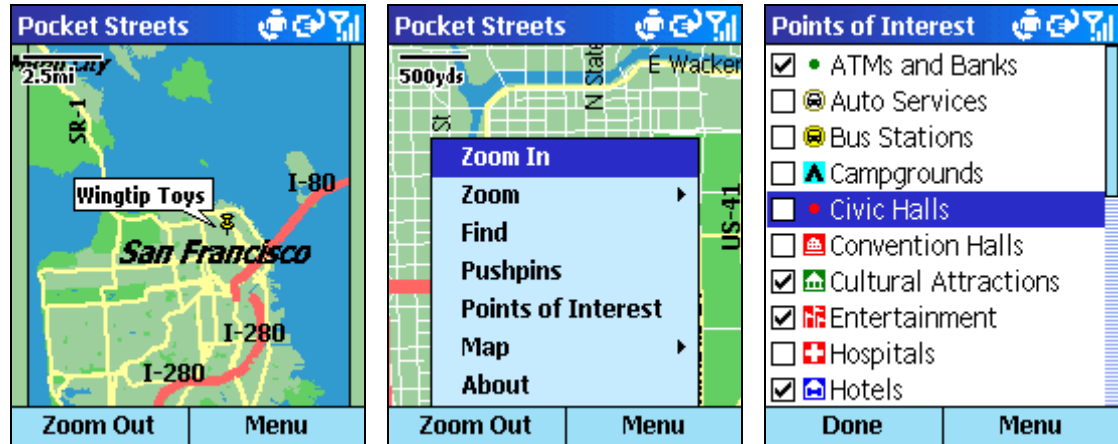 Pocket Streets
2.5mi
SR-1
I-80
Wingtip Toys
San Francisco
I-280
I-280
Zoom Out
Menu
Pocket Streets
500yds
N State
E Wacker
St
US-41
Zoom In
Zoom
Find
Pushpins
Points of Interest
Map
About
Zoom Out
Menu
Points of Interest
ATMs and Banks
Auto Services
Bus Stations
Campgrounds
Civic Halls
Convention Halls
Cultural Attractions
Entertainment
Hospitals
Hotels
Done
Menu